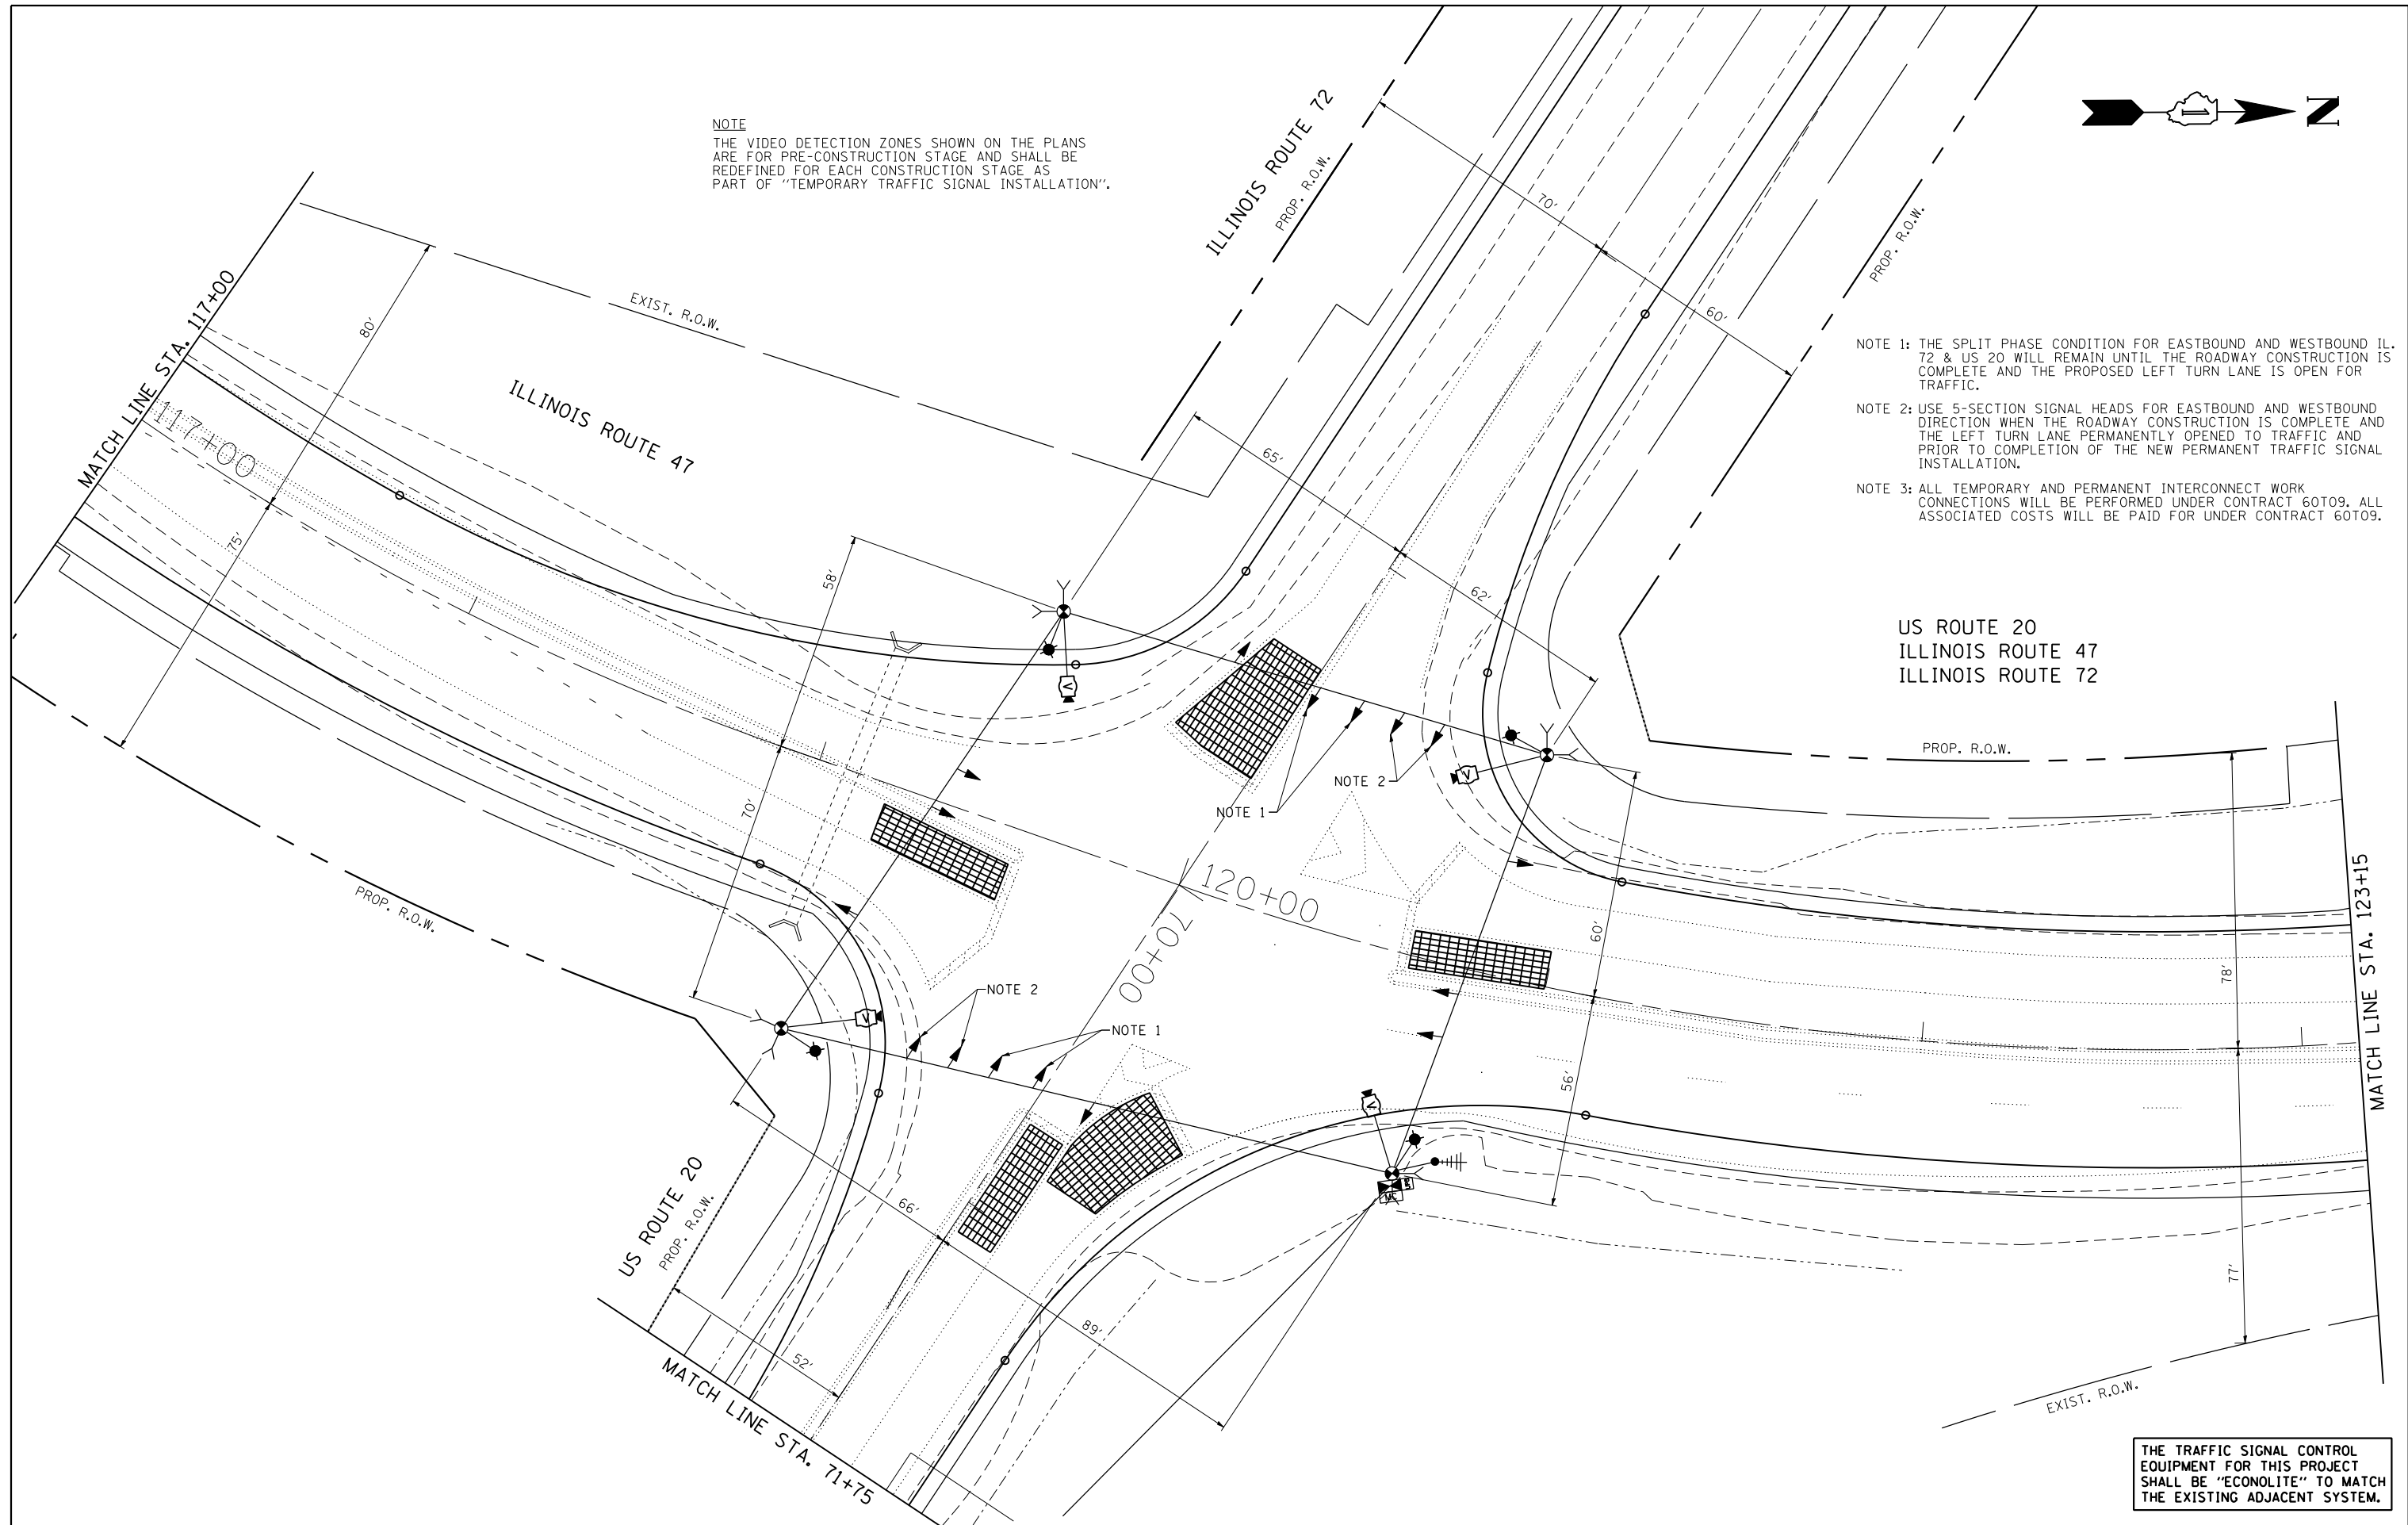 NOTE
THE VIDEO DETECTION ZONES SHOWN ON THE PLANS
ARE FOR PRE-CONSTRUCTION STAGE AND SHALL BE
REDEFINED FOR EACH CONSTRUCTION STAGE AS
PART OF "TEMPORARY TRAFFIC SIGNAL INSTALLATION".
N
ILLINOIS ROUTE 72
PROP. R.O.W.
70'
60'
PROP. R.O.W.
MATCH LINE STA. 117+00
117+00
80'
75'
EXIST. R.O.W.
ILLINOIS ROUTE 47
NOTE 1: THE SPLIT PHASE CONDITION FOR EASTBOUND AND WESTBOUND IL.
72 & US 20 WILL REMAIN UNTIL THE ROADWAY CONSTRUCTION IS
COMPLETE AND THE PROPOSED LEFT TURN LANE IS OPEN FOR
TRAFFIC.
NOTE 2: USE 5-SECTION SIGNAL HEADS FOR EASTBOUND AND WESTBOUND
DIRECTION WHEN THE ROADWAY CONSTRUCTION IS COMPLETE AND
THE LEFT TURN LANE PERMANENTLY OPENED TO TRAFFIC AND
PRIOR TO COMPLETION OF THE NEW PERMANENT TRAFFIC SIGNAL
INSTALLATION.
NOTE 3: ALL TEMPORARY AND PERMANENT INTERCONNECT WORK
CONNECTIONS WILL BE PERFORMED UNDER CONTRACT 60T09. ALL
ASSOCIATED COSTS WILL BE PAID FOR UNDER CONTRACT 60T09.
65'
62'
58'
70'
US ROUTE 20
ILLINOIS ROUTE 47
ILLINOIS ROUTE 72
V
V
NOTE 2
NOTE 1
PROP. R.O.W.
PROP. R.O.W.
120+00
70+00
60'
56'
78'
77'
MATCH LINE STA. 123+15
V
NOTE 2
NOTE 1
V
MC
US ROUTE 20
PROP. R.O.W.
66'
89'
52'
MATCH LINE STA. 71+75
EXIST. R.O.W.
THE TRAFFIC SIGNAL CONTROL
EQUIPMENT FOR THIS PROJECT
SHALL BE "ECONOLITE" TO MATCH
THE EXISTING ADJACENT SYSTEM.